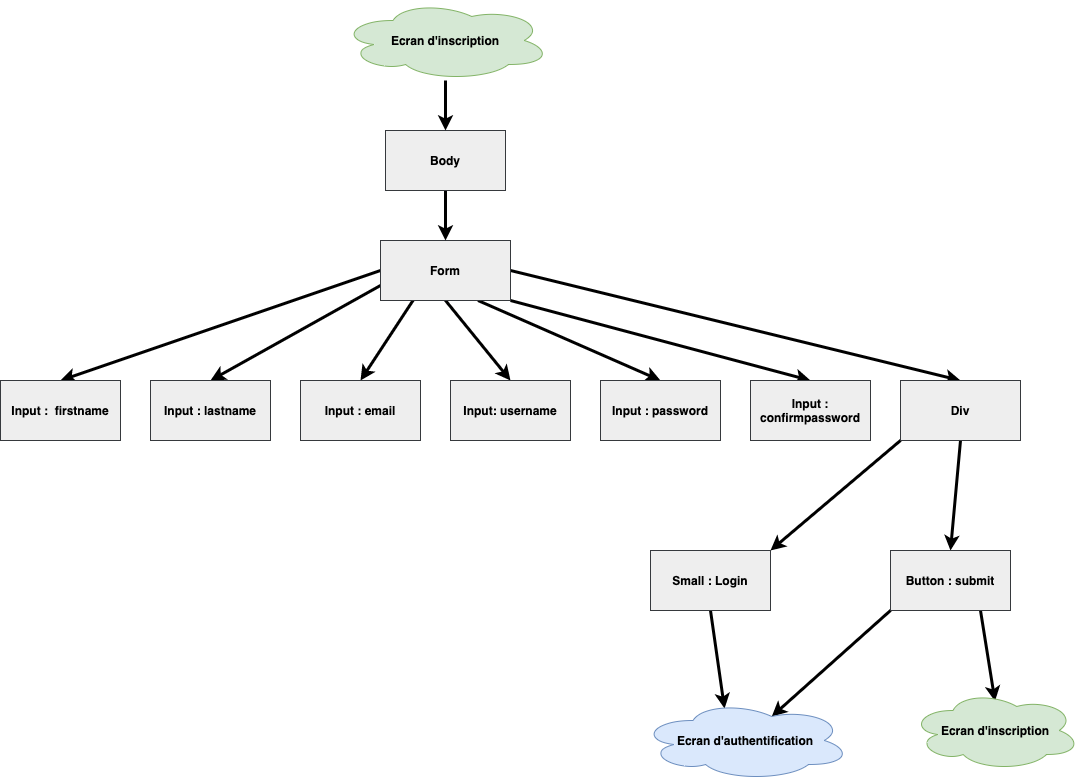 Ecran d'inscription
Body
Form
Input :  firstname
Input : lastname
Input : email
Input: username
Input : password
Input :
confirmpassword
Div
Small : Login
Button : submit
Ecran d'authentification
Ecran d'inscription